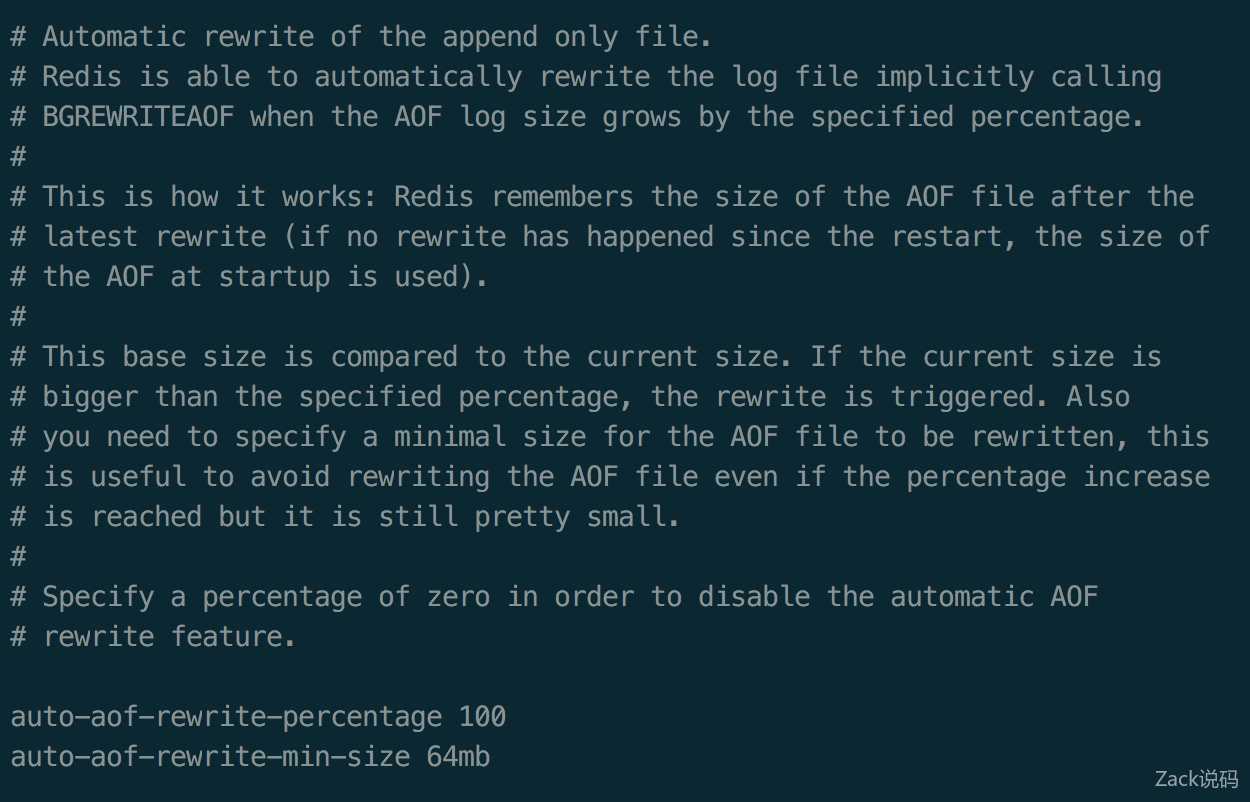 # Automatic rewrite of the append only file.
# Redis is able to automatically rewrite the log file implicitly calling
# BGREWRITEAOF when the AOF log size grows by the specified percentage.
#
# This is how it works: Redis remembers the size of the AOF file after the
# latest rewrite (if no rewrite has happened since the restart, the size of
# the AOF at startup is used).
#
# This base size is compared to the current size. If the current size is
# bigger than the specified percentage, the rewrite is triggered. Also
# you need to specify a minimal size for the AOF file to be rewritten, this
# is useful to avoid rewriting the AOF file even if the percentage increase
# is reached but it is still pretty small.
#
# Specify a percentage of zero in order to disable the automatic AOF
# rewrite feature.

auto-aof-rewrite-percentage 100
auto-aof-rewrite-min-size 64mb
Zack说码